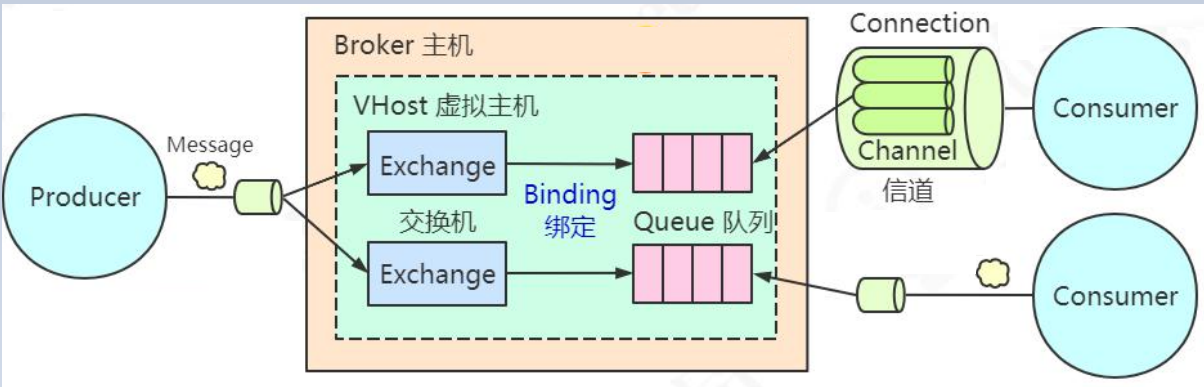 Broker 主机
VHost 虚拟主机
Producer
Message
Exchange
交换机
Exchange
Binding
绑定
Queue 队列
Connection
Channel
信道
Consumer
Consumer